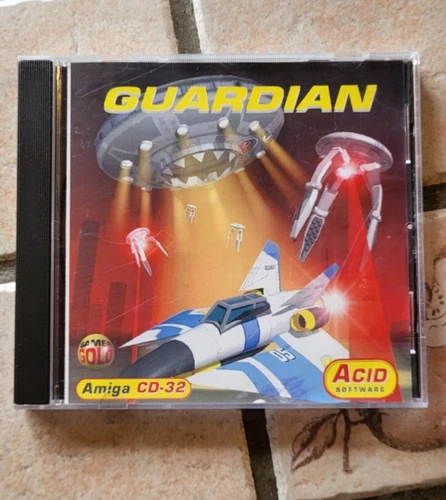 GUARDIAN
GAMES
GOLD
Amiga CD-32
ACID
SOFTWARE